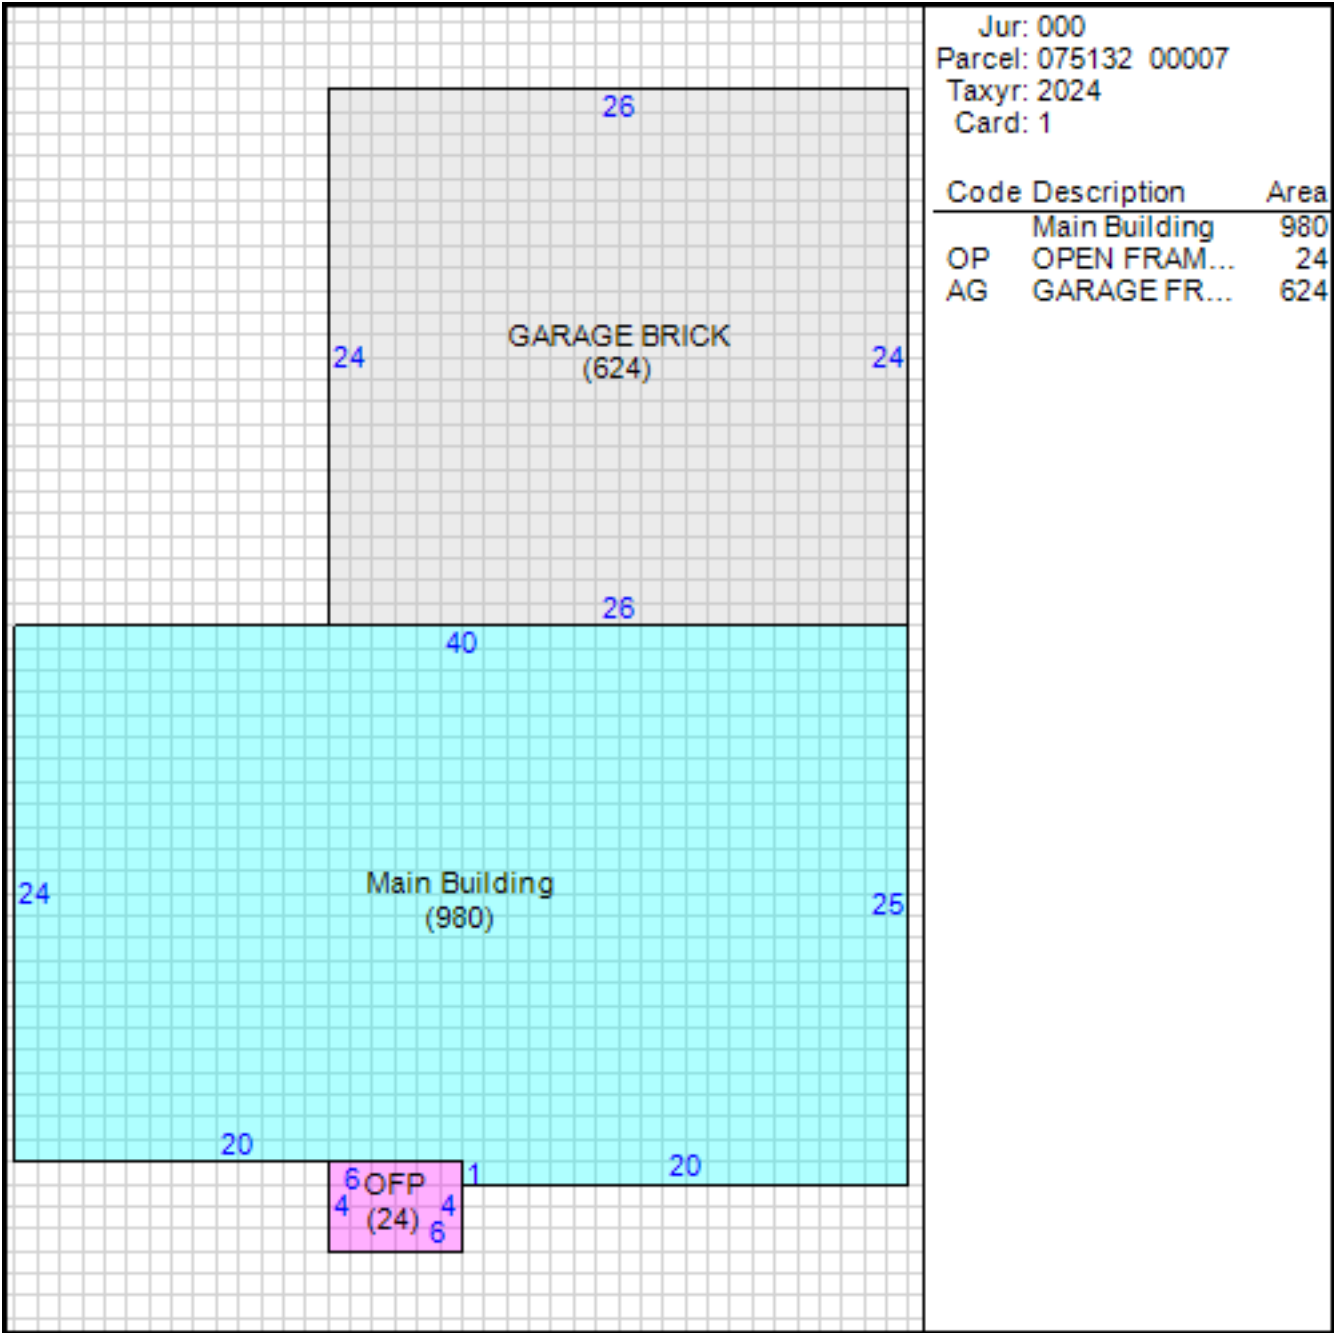 Jur: 000
Parcel: 075132 00007
Taxyr: 2024
Card: 1
Code Description Area
Main Building 980
OP OPEN FRAM... 24
AG GARAGE FR... 624
26
24
GARAGE BRICK
(624)
24
26
40
24
Main Building
(980)
25
20
20
1
6
OFP
4
(24)
4
6